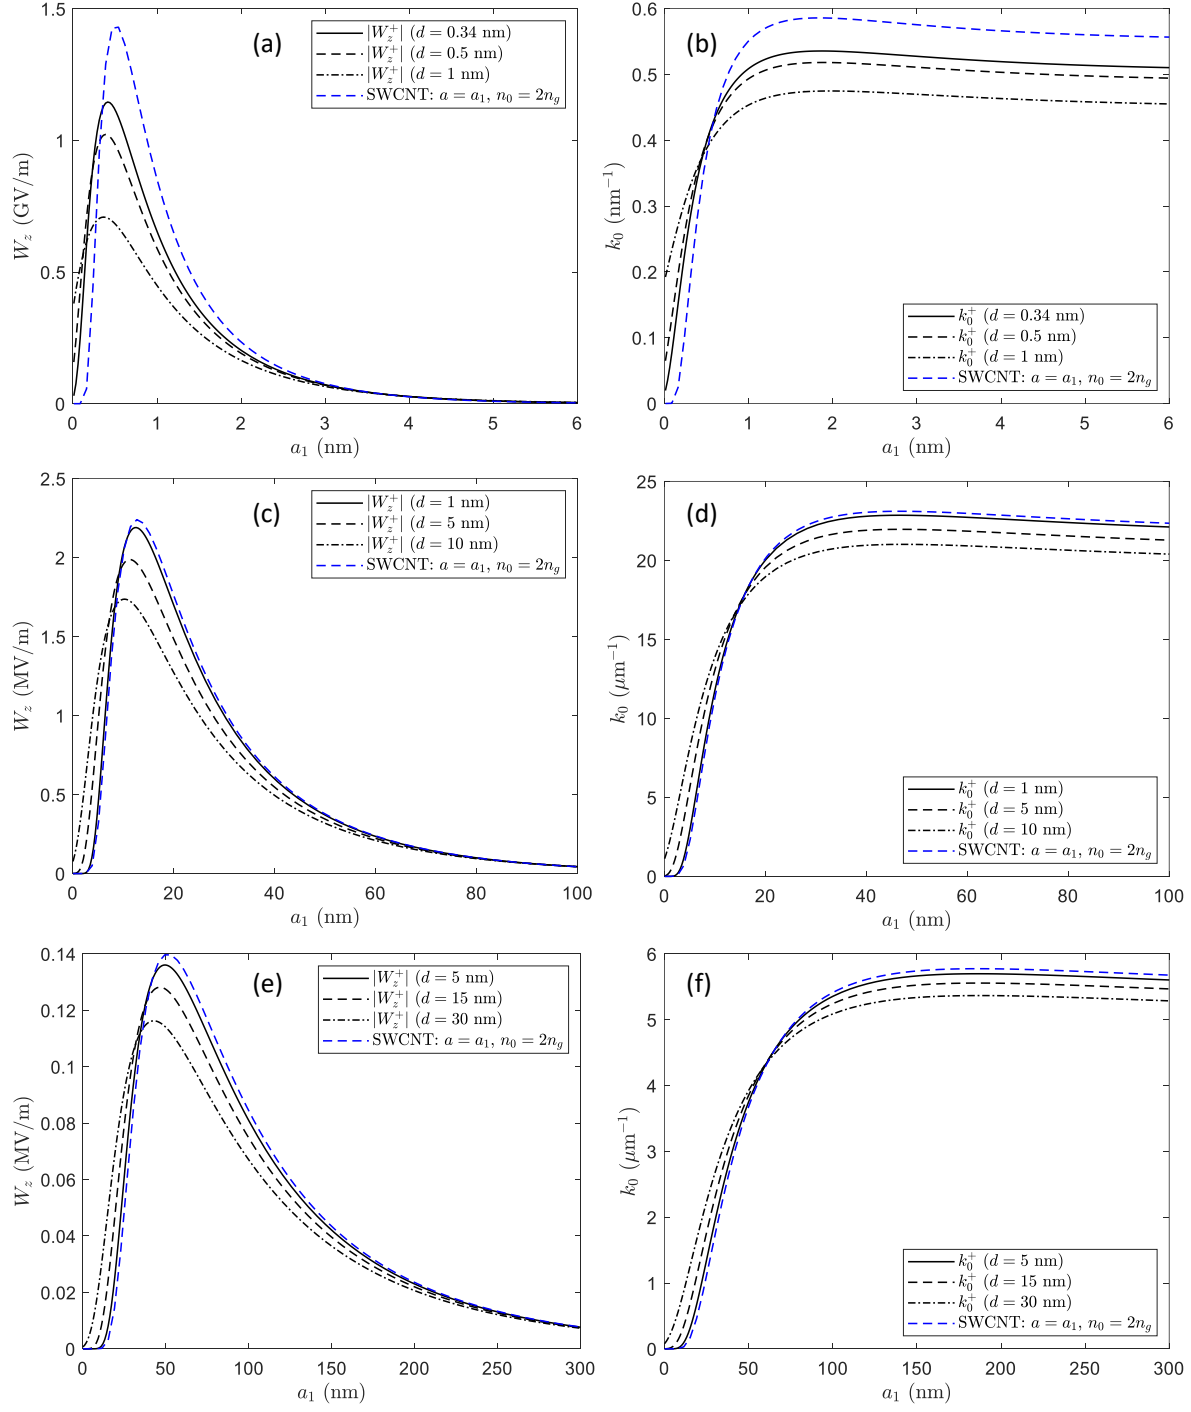 (a)
1.5
1
0.5
0
W_z (GV/m)
|W_z^+| (d = 0.34 nm)
|W_z^+| (d = 0.5 nm)
|W_z^+| (d = 1 nm)
SWCNT: a = a_1, n_0 = 2n_g
0 1 2 3 4 5 6
a_1 (nm)
(b)
0.6
0.5
0.4
0.3
0.2
0.1
0
k_0 (nm^{-1})
k_0^+ (d = 0.34 nm)
k_0^+ (d = 0.5 nm)
k_0^+ (d = 1 nm)
SWCNT: a = a_1, n_0 = 2n_g
0 1 2 3 4 5 6
a_1 (nm)
(c)
2.5
2
1.5
1
0.5
0
W_z (MV/m)
|W_z^+| (d = 1 nm)
|W_z^+| (d = 5 nm)
|W_z^+| (d = 10 nm)
SWCNT: a = a_1, n_0 = 2n_g
0 20 40 60 80 100
a_1 (nm)
(d)
25
20
15
10
5
0
k_0 (μm^{-1})
k_0^+ (d = 1 nm)
k_0^+ (d = 5 nm)
k_0^+ (d = 10 nm)
SWCNT: a = a_1, n_0 = 2n_g
0 20 40 60 80 100
a_1 (nm)
(e)
0.14
0.12
0.1
0.08
0.06
0.04
0.02
0
W_z (MV/m)
|W_z^+| (d = 5 nm)
|W_z^+| (d = 15 nm)
|W_z^+| (d = 30 nm)
SWCNT: a = a_1, n_0 = 2n_g
0 50 100 150 200 250 300
a_1 (nm)
(f)
6
5
4
3
2
1
0
k_0 (μm^{-1})
k_0^+ (d = 5 nm)
k_0^+ (d = 15 nm)
k_0^+ (d = 30 nm)
SWCNT: a = a_1, n_0 = 2n_g
0 50 100 150 200 250 300
a_1 (nm)